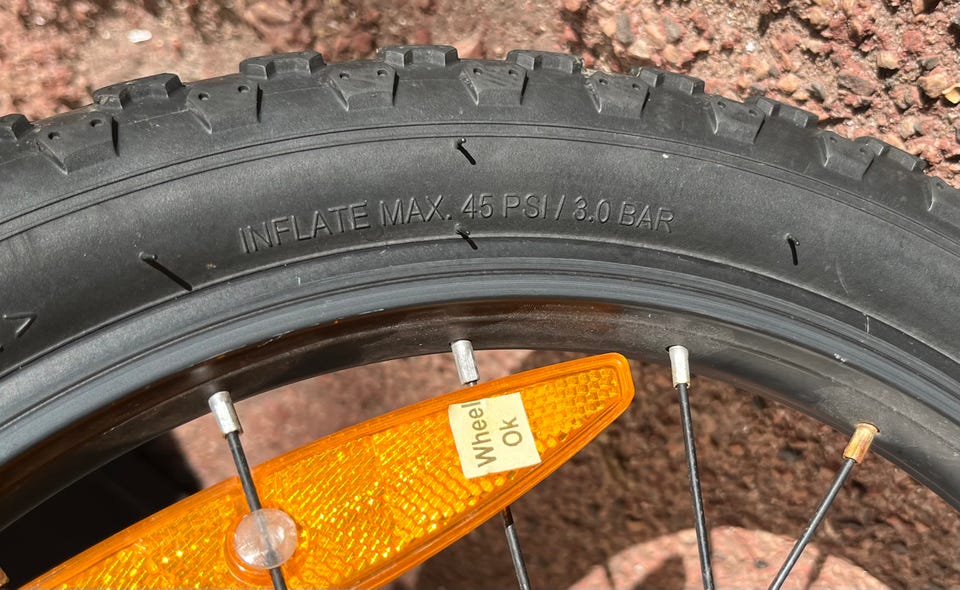 INFLATE MAX. 45 PSI / 3.0 BAR
Wheel
Ok